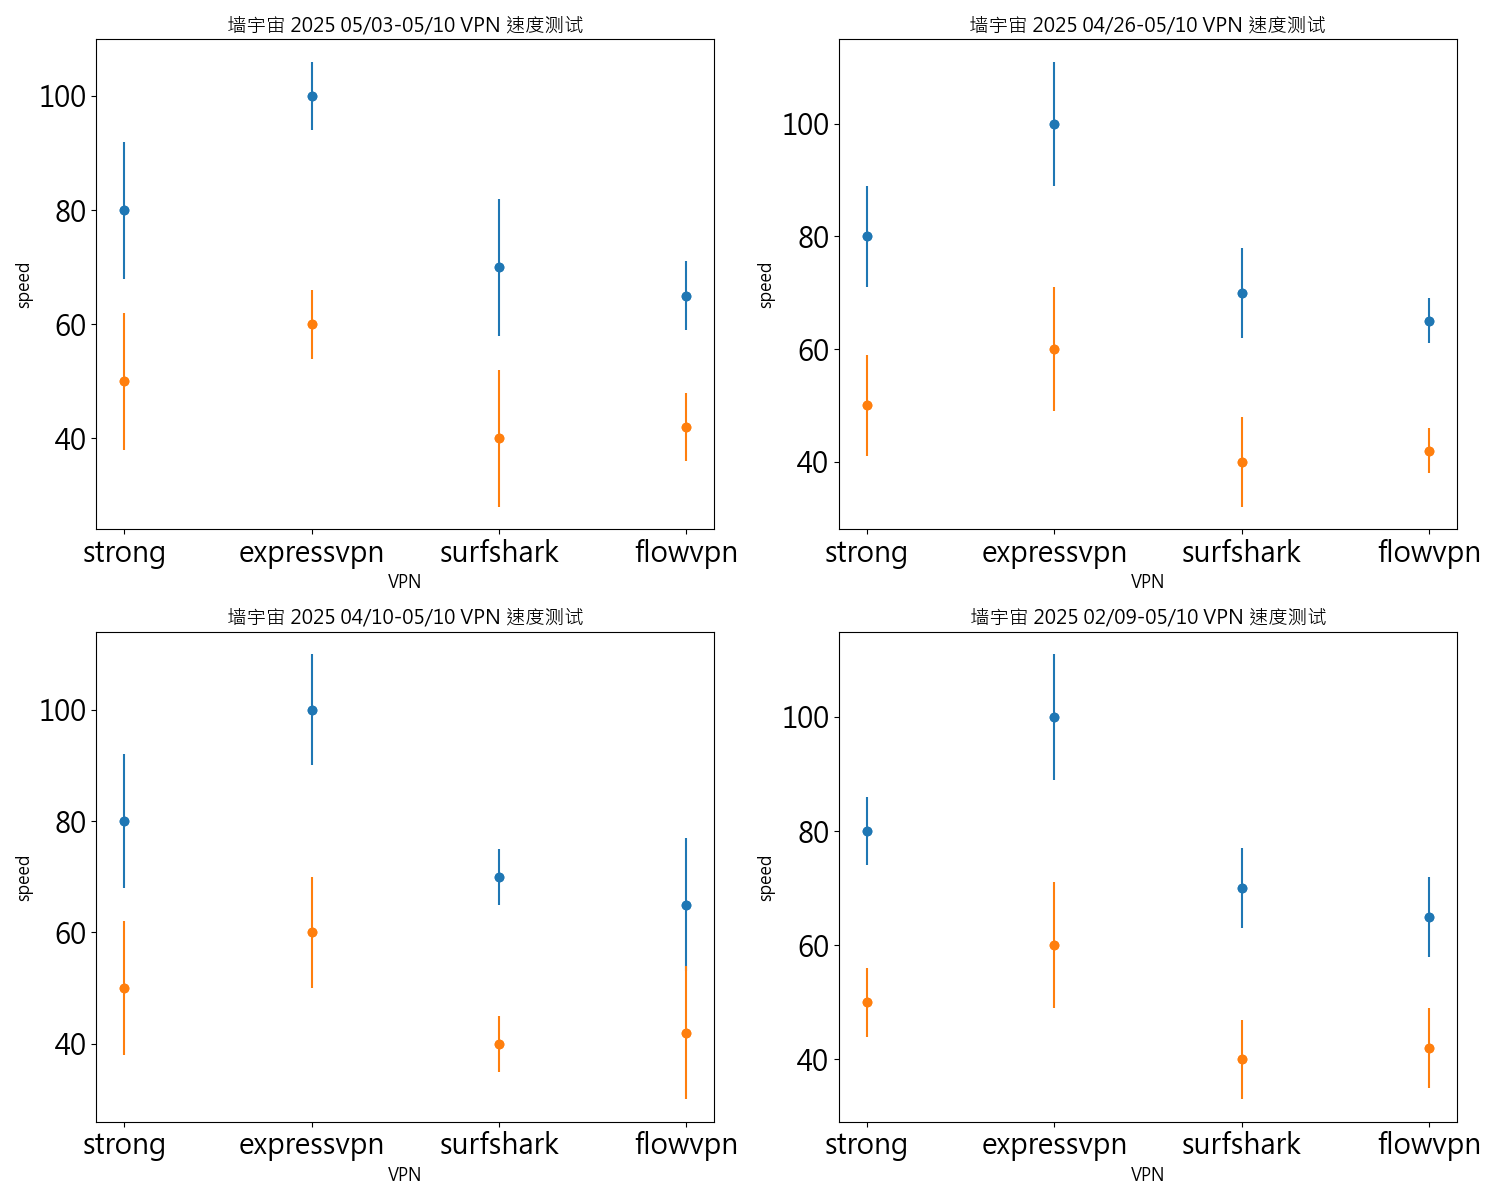 墙宇宙 2025 05/03-05/10 VPN 速度测试
100
80
60
40
speed
strong expressvpn surfshark flowvpn
VPN
墙宇宙 2025 04/26-05/10 VPN 速度测试
100
80
60
40
speed
strong expressvpn surfshark flowvpn
VPN
墙宇宙 2025 04/10-05/10 VPN 速度测试
100
80
60
40
speed
strong expressvpn surfshark flowvpn
VPN
墙宇宙 2025 02/09-05/10 VPN 速度测试
100
80
60
40
speed
strong expressvpn surfshark flowvpn
VPN